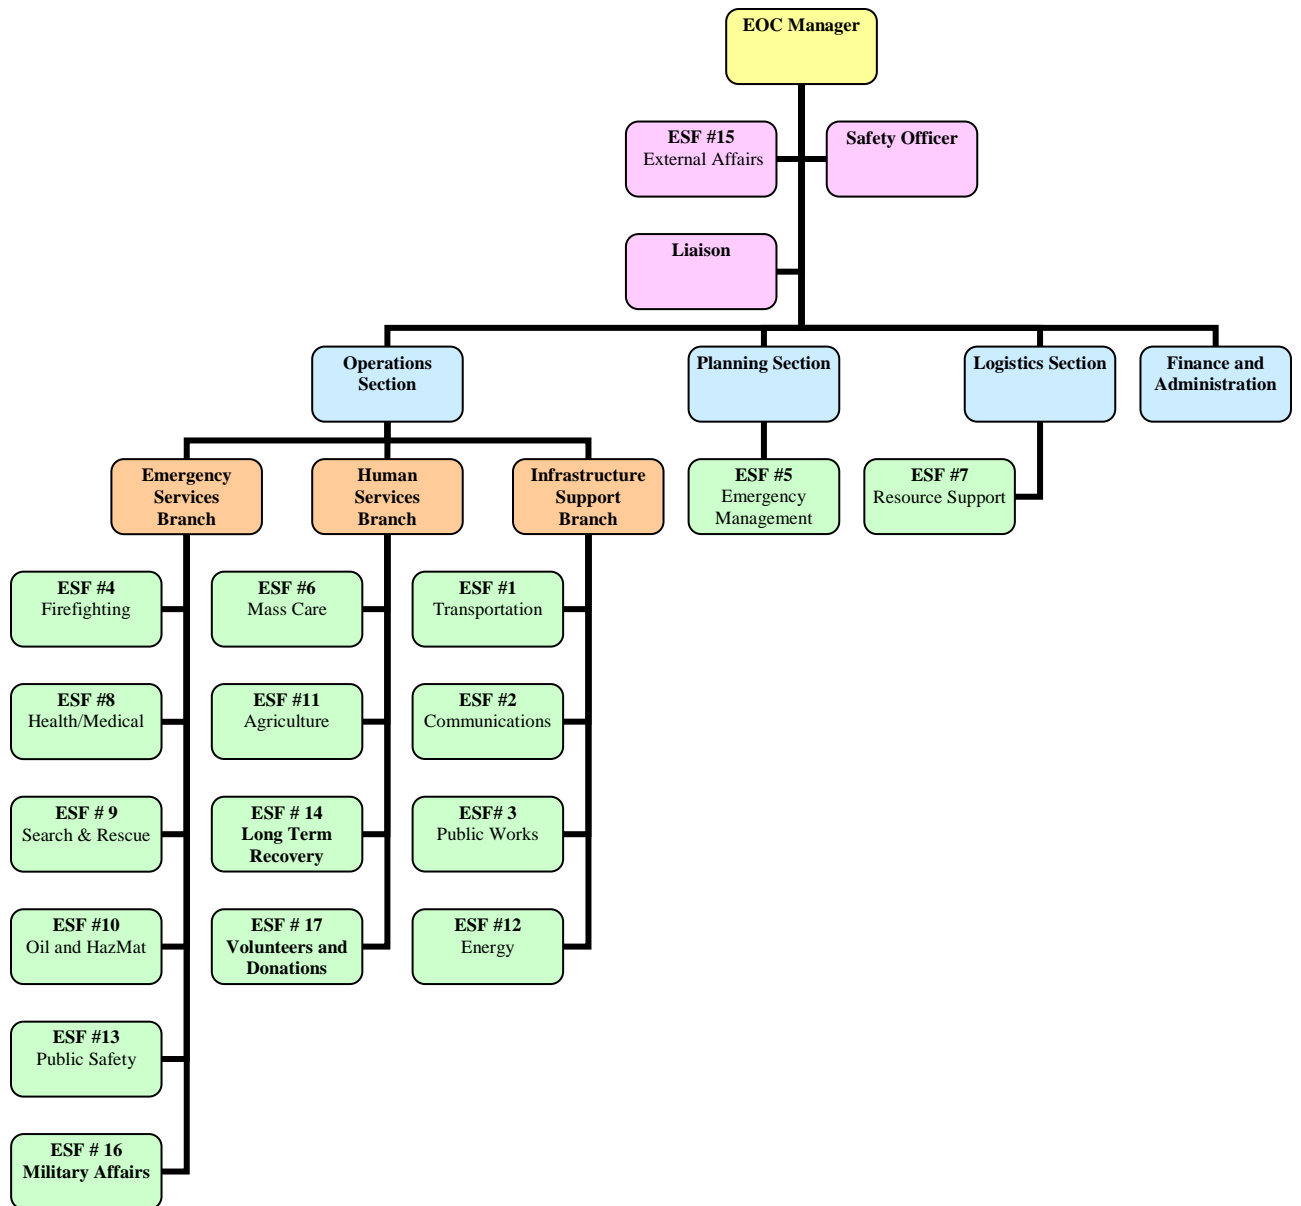 EOC Manager
ESF #15
External Affairs
Safety Officer
Liaison
Operations
Section
Planning Section
Logistics Section
Finance and
Administration
Emergency
Services
Branch
Human
Services
Branch
Infrastructure
Support
Branch
ESF #5
Emergency
Management
ESF #7
Resource Support
ESF #4
Firefighting
ESF #6
Mass Care
ESF #1
Transportation
ESF #8
Health/Medical
ESF #11
Agriculture
ESF #2
Communications
ESF # 9
Search & Rescue
ESF # 14
Long Term
Recovery
ESF# 3
Public Works
ESF #10
Oil and HazMat
ESF # 17
Volunteers and
Donations
ESF #12
Energy
ESF #13
Public Safety
ESF # 16
Military Affairs